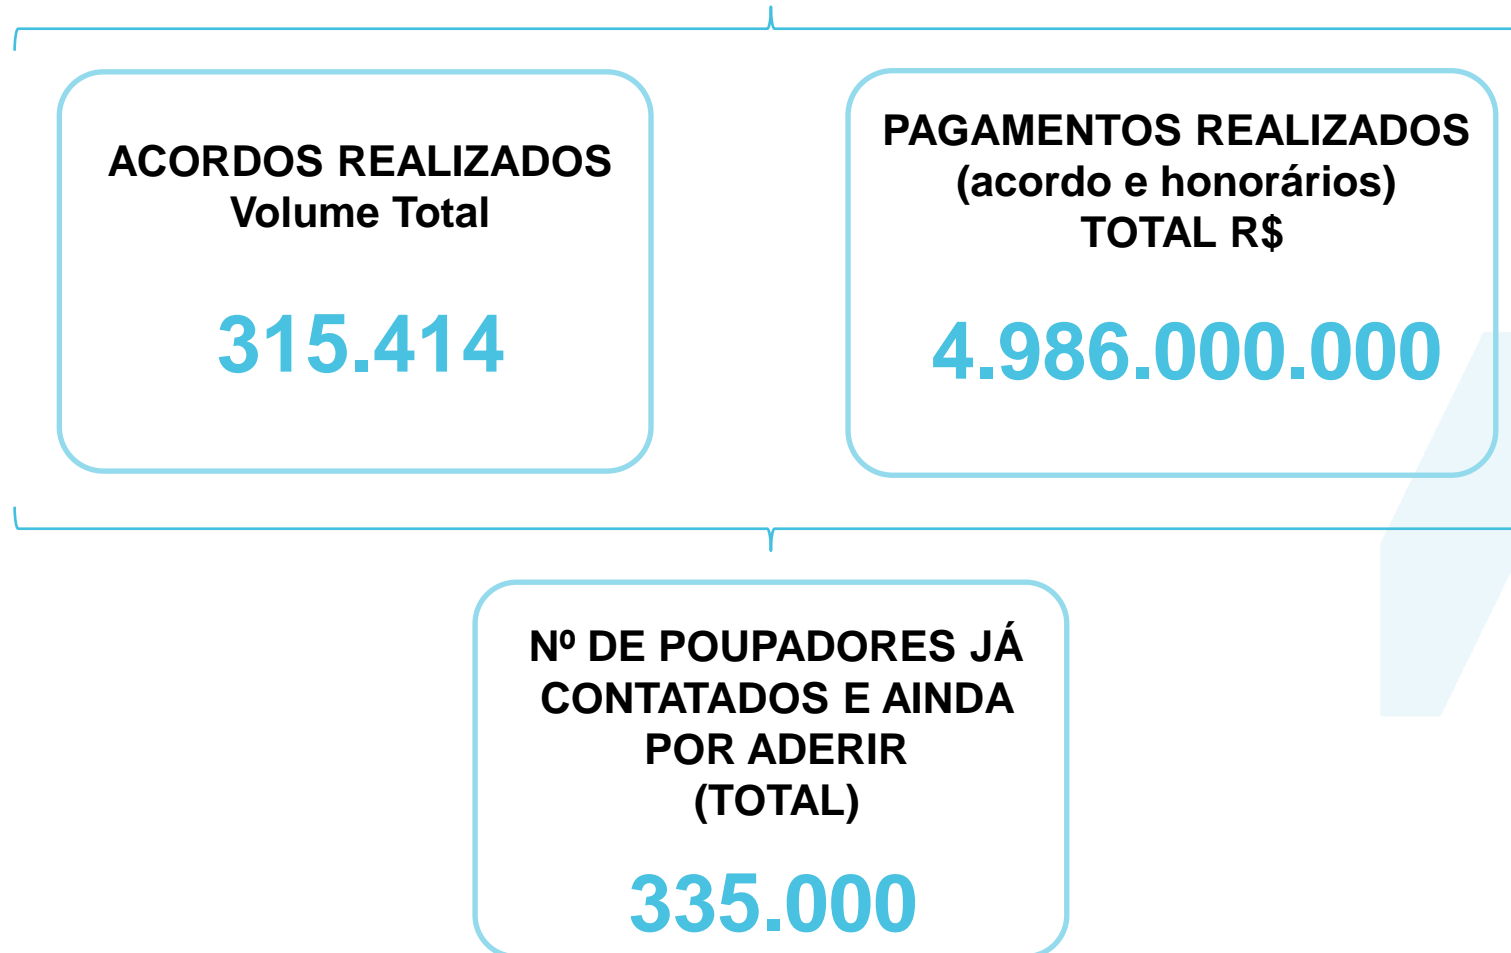 ACORDOS REALIZADOS
Volume Total
315.414
PAGAMENTOS REALIZADOS
(acordo e honorários)
TOTAL R$
4.986.000.000
Nº DE POUPADORES JÁ
CONTATADOS E AINDA
POR ADERIR
(TOTAL)
335.000